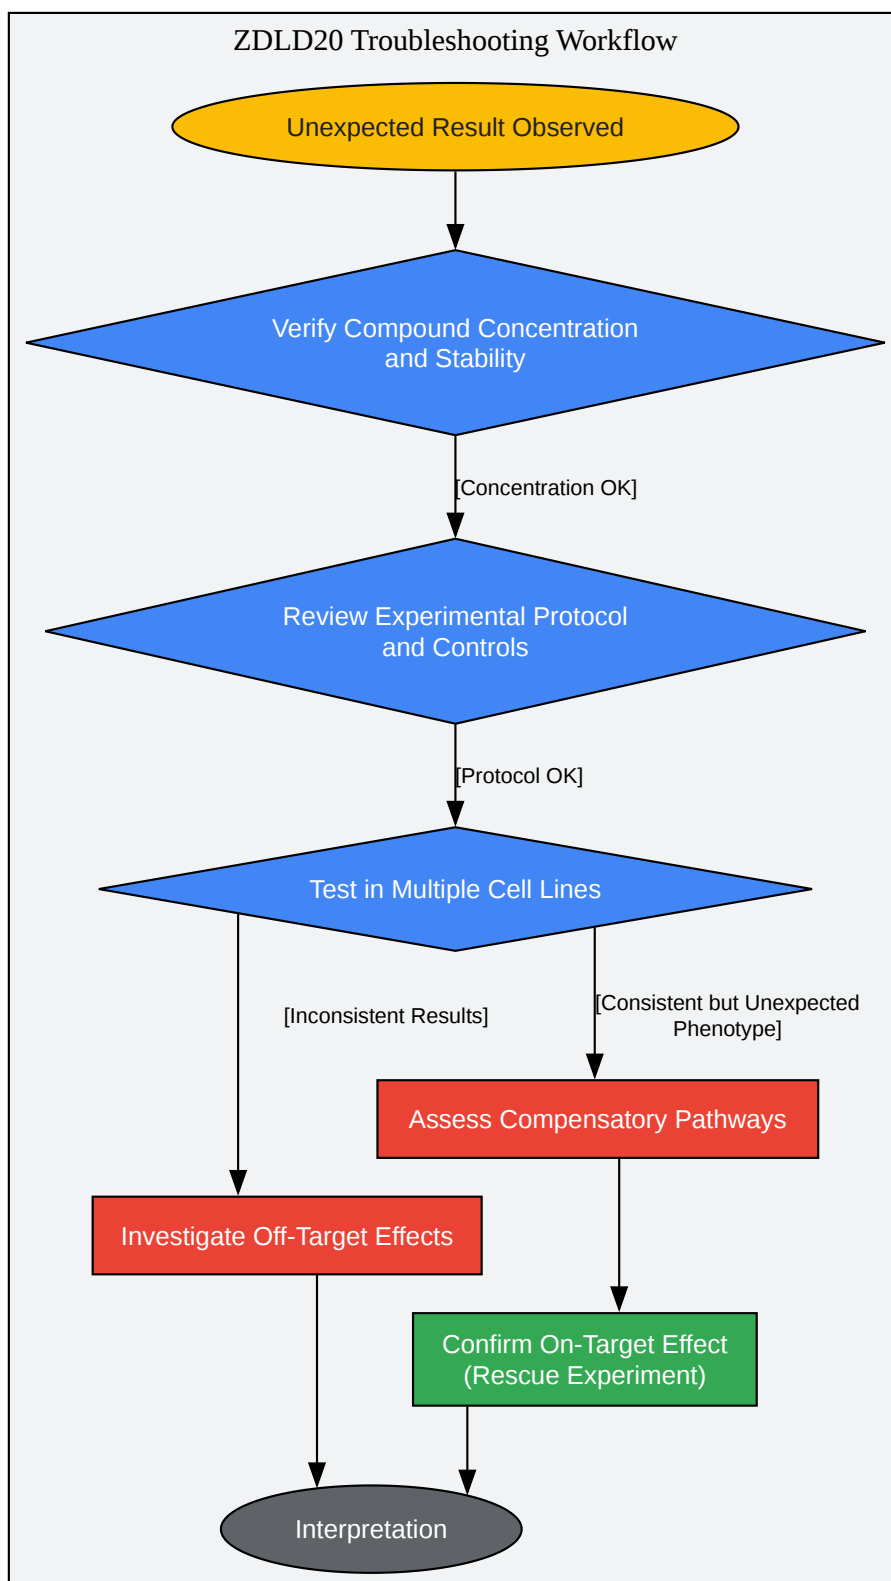 ZDLD20 Troubleshooting Workflow
Unexpected Result Observed
Verify Compound Concentration
and Stability
[Concentration OK]
Review Experimental Protocol
and Controls
[Protocol OK]
Test in Multiple Cell Lines
[Inconsistent Results]
[Consistent but Unexpected
Phenotype]
Assess Compensatory Pathways
Investigate Off-Target Effects
Confirm On-Target Effect
(Rescue Experiment)
Interpretation